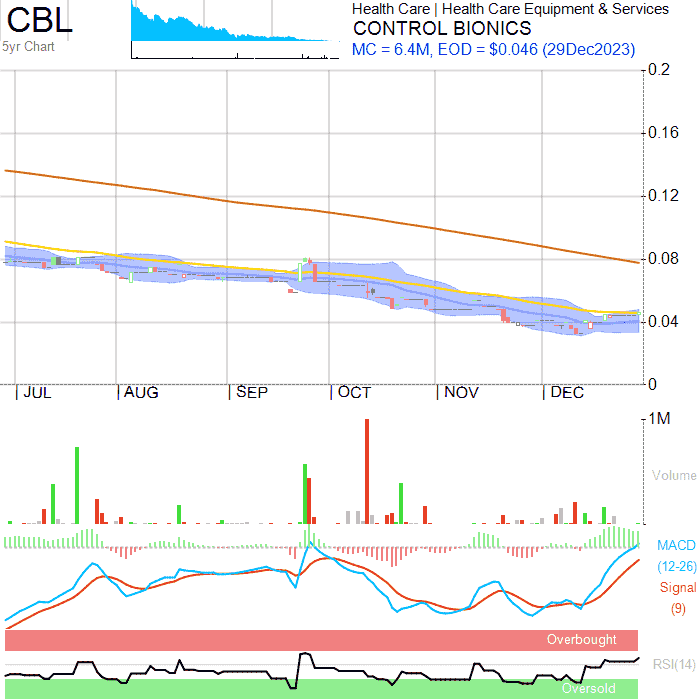 CBL
5yr Chart
Health Care | Health Care Equipment & Services
CONTROL BIONICS
MC = 6.4M, EOD = $0.046 (29Dec2023)
0.2
0.16
0.12
0.08
0.04
0
JUL AUG SEP OCT NOV DEC
1M
Volume
MACD
(12-26)
Signal
(9)
Overbought
RSI(14)
Oversold